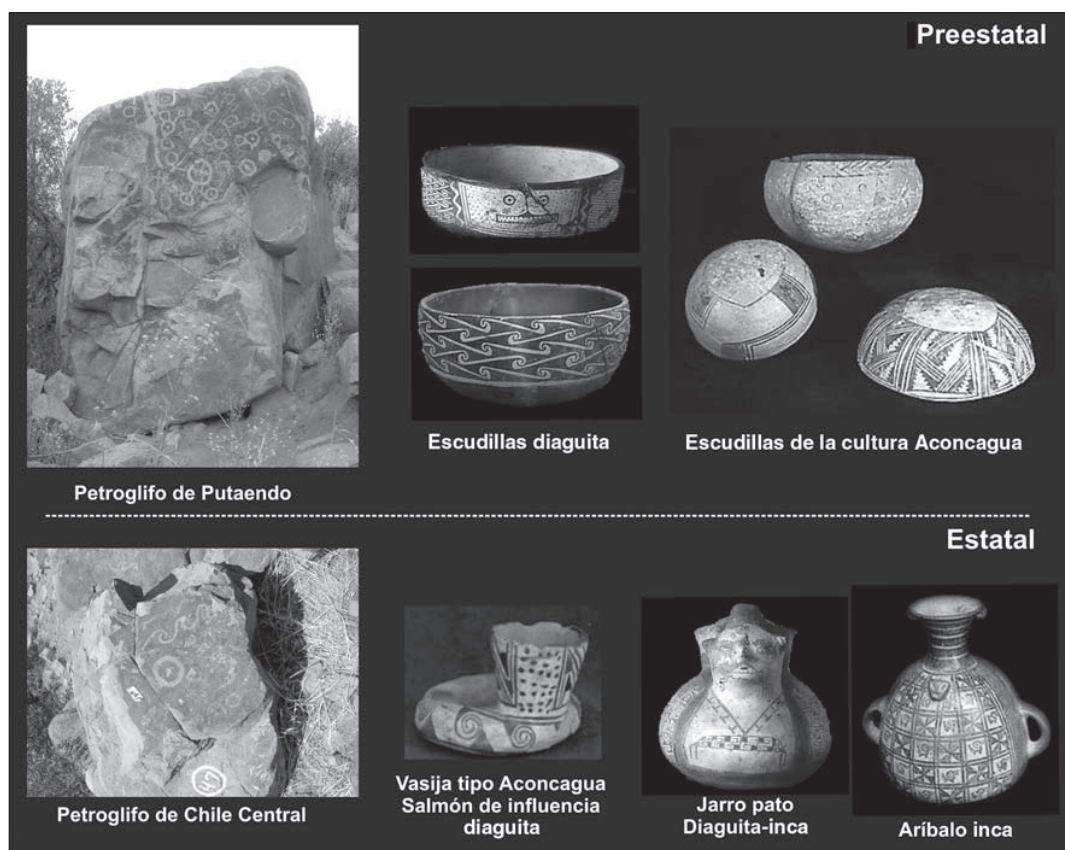 Preestatal
Escudillas diaguita
Escudillas de la cultura Aconcagua
Petroglifo de Putaendo
Estatal
Petroglifo de Chile Central
Vasija tipo Aconcagua
Salmón de influencia
diaguita
Jarro pato
Diaguita-inca
Aríbalo inca